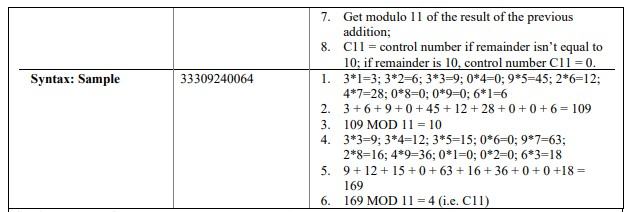 7. Get modulo 11 of the result of the previous
addition;
8. C11 = control number if remainder isn't equal to
10; if remainder is 10, control number C11 = 0.
Syntax: Sample
33309240064
1. 3*1=3; 3*2=6; 3*3=9; 0*4=0; 9*5=45; 2*6=12;
4*7=28; 0*8=0; 0*9=0; 6*1=6
2. 3 + 6 + 9 + 0 + 45 + 12 + 28 + 0 + 0 + 6 = 109
3. 109 MOD 11 = 10
4. 3*3=9; 3*4=12; 3*5=15; 0*6=0; 9*7=63;
2*8=16; 4*9=36; 0*1=0; 0*2=0; 6*3=18
5. 9 + 12 + 15 + 0 + 63 + 16 + 36 + 0 + 0 +18 =
169
6. 169 MOD 11 = 4 (i.e. C11)